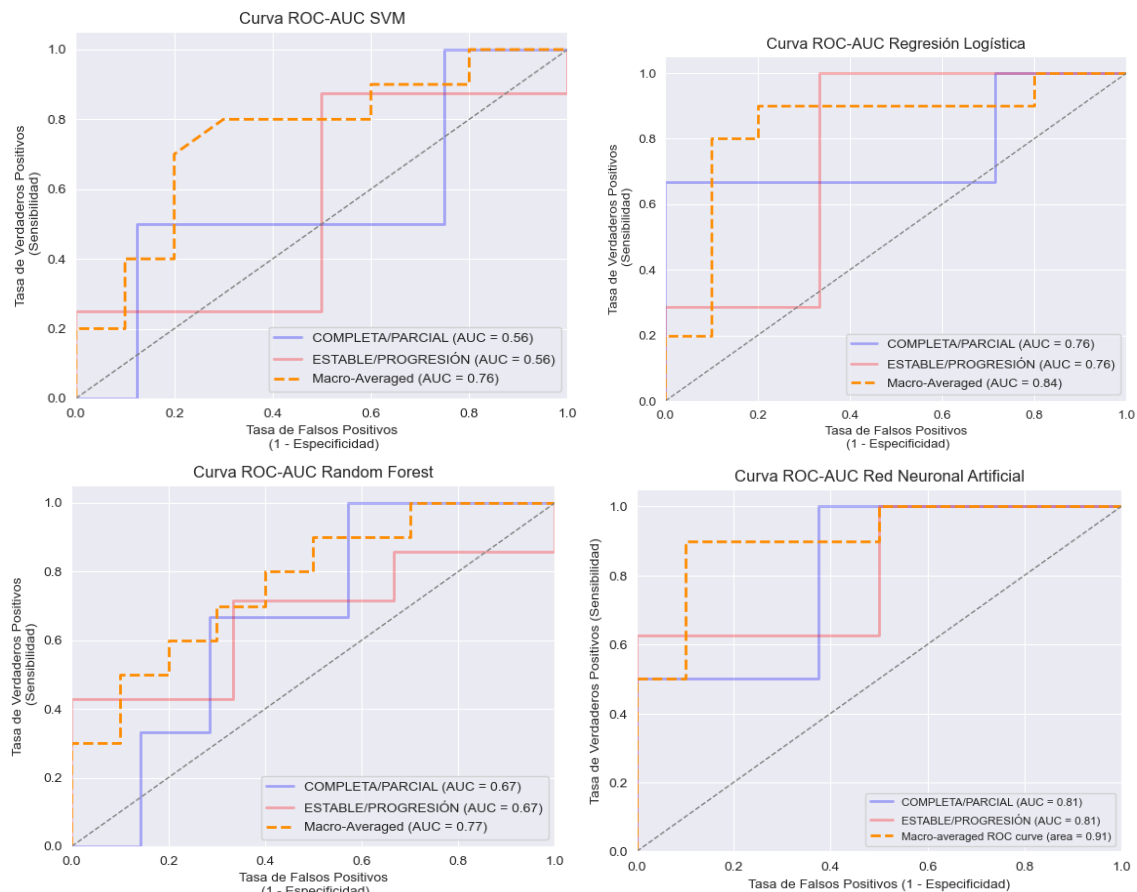 Curva ROC-AUC SVM
1.0
0.8
0.6
0.4
0.2
0.0
Tasa de Verdaderos Positivos
(Sensibilidad)
COMPLETA/PARCIAL (AUC = 0.56)
ESTABLE/PROGRESIÓN (AUC = 0.56)
Macro-Averaged (AUC = 0.76)
0.0 0.2 0.4 0.6 0.8 1.0
Tasa de Falsos Positivos
(1 - Especificidad)
Curva ROC-AUC Regresión Logística
1.0
0.8
0.6
0.4
0.2
0.0
Tasa de Verdaderos Positivos
(Sensibilidad)
COMPLETA/PARCIAL (AUC = 0.76)
ESTABLE/PROGRESIÓN (AUC = 0.76)
Macro-Averaged (AUC = 0.84)
0.0 0.2 0.4 0.6 0.8 1.0
Tasa de Falsos Positivos
(1 - Especificidad)
Curva ROC-AUC Random Forest
1.0
0.8
0.6
0.4
0.2
0.0
Tasa de Verdaderos Positivos
(Sensibilidad)
COMPLETA/PARCIAL (AUC = 0.67)
ESTABLE/PROGRESIÓN (AUC = 0.67)
Macro-Averaged (AUC = 0.77)
0.0 0.2 0.4 0.6 0.8 1.0
Tasa de Falsos Positivos
(1 - Especificidad)
Curva ROC-AUC Red Neuronal Artificial
1.0
0.8
0.6
0.4
0.2
0.0
Tasa de Verdaderos Positivos (Sensibilidad)
COMPLETA/PARCIAL (AUC = 0.81)
ESTABLE/PROGRESIÓN (AUC = 0.81)
Macro-averaged ROC curve (area = 0.91)
0.0 0.2 0.4 0.6 0.8 1.0
Tasa de Falsos Positivos (1 - Especificidad)